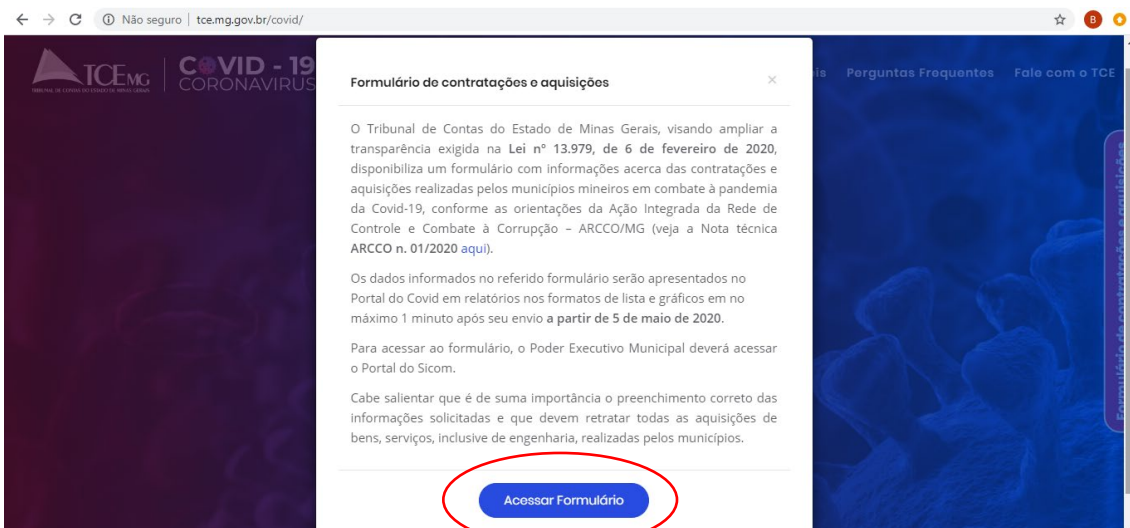 Não seguro | tce.mg.gov.br/covid/
B
TCEMG
TRIBUNAL DE CONTAS DO ESTADO DE MINAS GERAIS
COVID - 19
CORONAVIRUS
Perguntas Frequentes
Fale com o TCE
Formulário de contratações e aquisições
×
O Tribunal de Contas do Estado de Minas Gerais, visando ampliar a
transparência exigida na Lei nº 13.979, de 6 de fevereiro de 2020,
disponibiliza um formulário com informações acerca das contratações e
aquisições realizadas pelos municípios mineiros em combate à pandemia
da Covid-19, conforme as orientações da Ação Integrada da Rede de
Controle e Combate à Corrupção – ARCCO/MG (veja a Nota técnica
ARCCO n. 01/2020 aqui).
Os dados informados no referido formulário serão apresentados no
Portal do Covid em relatórios nos formatos de lista e gráficos em no
máximo 1 minuto após seu envio a partir de 5 de maio de 2020.
Para acessar ao formulário, o Poder Executivo Municipal deverá acessar
o Portal do Sicom.
Cabe salientar que é de suma importância o preenchimento correto das
informações solicitadas e que devem retratar todas as aquisições de
bens, serviços, inclusive de engenharia, realizadas pelos municípios.
Acessar Formulário
Formulário de contratações e aquisições